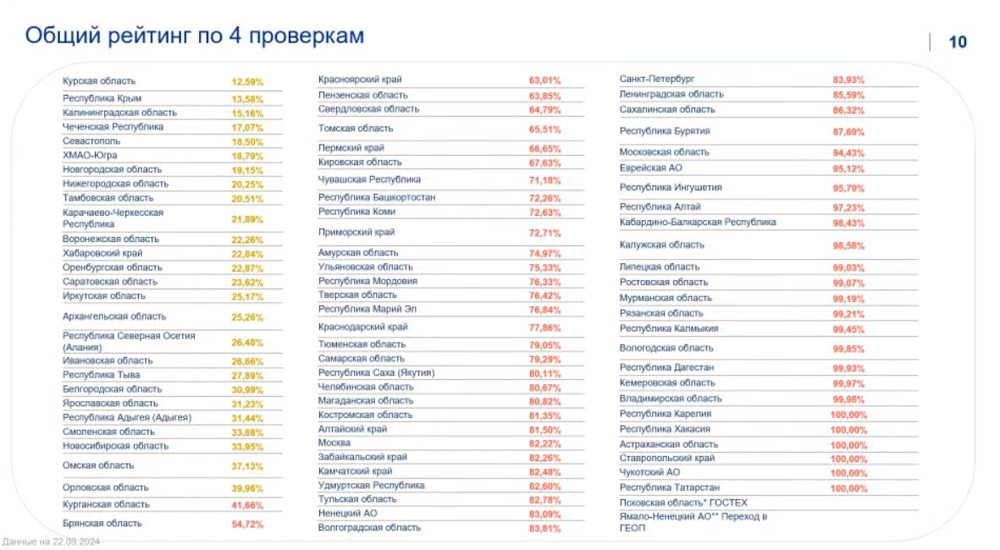 Общий рейтинг по 4 проверкам
10
Курская область 12,59%
Республика Крым 13,58%
Калининградская область 15,16%
Чеченская Республика 17,07%
Севастополь 18,50%
ХМАО-Югра 18,79%
Новгородская область 19,15%
Нижегородская область 20,25%
Тамбовская область 20,51%
Карачаево-Черкесская
Республика 21,89%
Воронежская область 22,26%
Хабаровский край 22,84%
Оренбургская область 22,87%
Саратовская область 23,62%
Иркутская область 25,17%
Архангельская область 25,26%
Республика Северная Осетия
(Алания) 26,48%
Ивановская область 26,66%
Республика Тыва 27,89%
Белгородская область 30,99%
Ярославская область 31,23%
Республика Адыгея (Адыгея) 31,44%
Смоленская область 33,88%
Новосибирская область 33,95%
Омская область 37,13%
Орловская область 39,96%
Курганская область 41,66%
Брянская область 54,72%
Красноярский край 63,01%
Пензенская область 63,85%
Свердловская область 64,79%
Томская область 65,51%
Пермский край 66,65%
Кировская область 67,63%
Чувашская Республика 71,18%
Республика Башкортостан 72,26%
Республика Коми 72,63%
Приморский край 72,71%
Амурская область 74,97%
Ульяновская область 75,33%
Республика Мордовия 76,33%
Тверская область 76,42%
Республика Марий Эл 76,84%
Краснодарский край 77,86%
Тюменская область 79,05%
Самарская область 79,29%
Республика Саха (Якутия) 80,11%
Челябинская область 80,67%
Магаданская область 80,82%
Костромская область 81,35%
Алтайский край 81,50%
Москва 82,22%
Забайкальский край 82,26%
Камчатский край 82,48%
Удмуртская Республика 82,60%
Тульская область 82,78%
Ненецкий АО 83,09%
Волгоградская область 83,81%
Санкт-Петербург 83,93%
Ленинградская область 85,59%
Сахалинская область 86,32%
Республика Бурятия 87,69%
Московская область 94,43%
Еврейская АО 95,12%
Республика Ингушетия 95,79%
Республика Алтай 97,23%
Кабардино-Балкарская Республика 98,43%
Калужская область 98,58%
Липецкая область 99,03%
Ростовская область 99,07%
Мурманская область 99,19%
Рязанская область 99,21%
Республика Калмыкия 99,45%
Вологодская область 99,85%
Республика Дагестан 99,93%
Кемеровская область 99,97%
Владимирская область 99,98%
Республика Карелия 100,00%
Республика Хакасия 100,00%
Астраханская область 100,00%
Ставропольский край 100,00%
Чукотский АО 100,00%
Республика Татарстан 100,00%
Псковская область* ГОСТЕХ
Ямало-Ненецкий АО** Переход в
ГЕОП
Данные на 22.09.2024